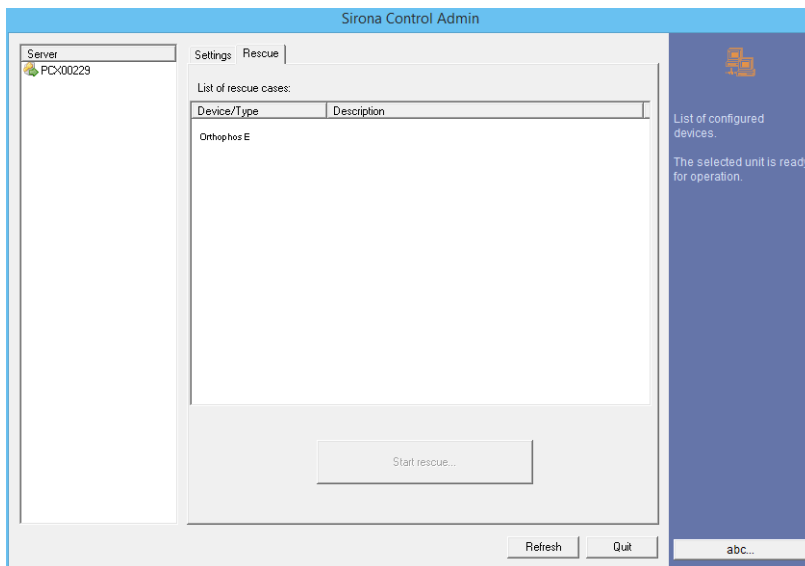 Sirona Control Admin
Server
PCX00229
Settings
Rescue
List of rescue cases:
Device/Type
Description
Orthophos E
Start rescue...
Refresh
Quit
List of configured
devices.
The selected unit is ready
for operation.
abc...